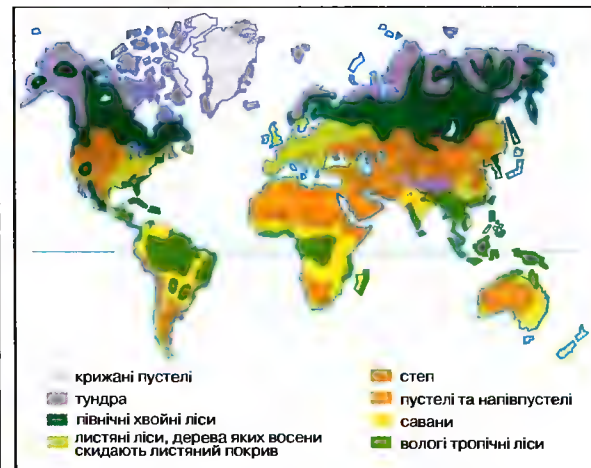 крижані пустелі
тундра
північні хвойні ліси
листяні ліси, дерева яких восени
скидають листяний покрив
степ
пустелі та напівпустелі
савани
вологі тропічні ліси